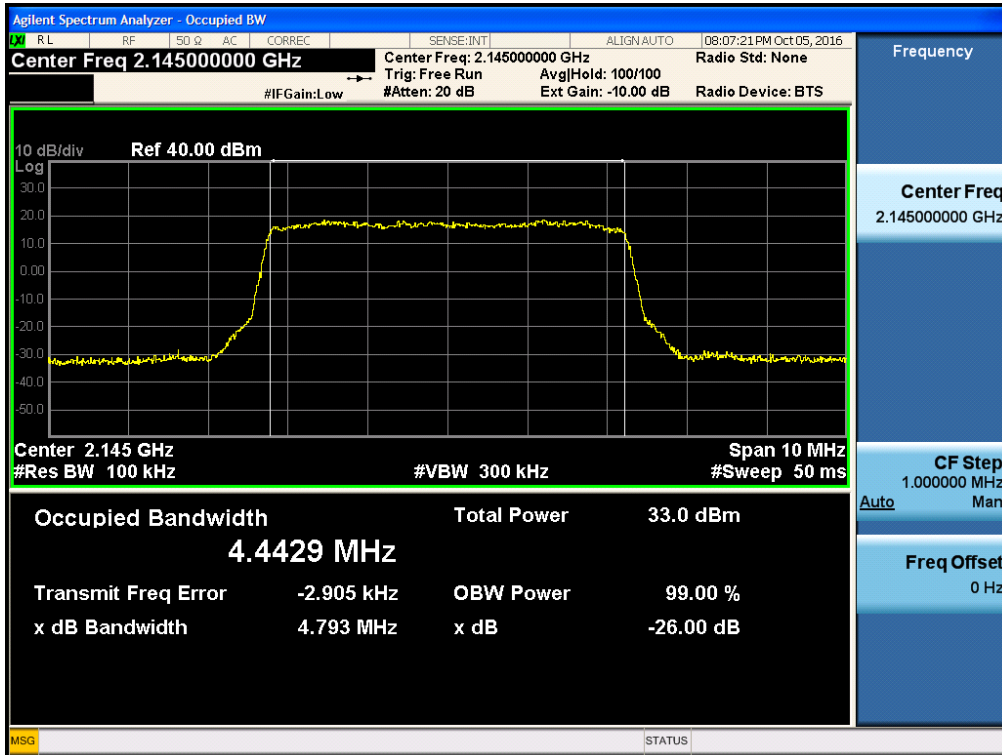 Agilent Spectrum Analyzer - Occupied BW
LXI RL RF 50 Ω AC CORREC SENSE:INT ALIGN AUTO 08:07:21 PM Oct 05, 2016
Center Freq 2.145000000 GHz
Center Freq: 2.145000000 GHz Radio Std: None
Trig: Free Run Avg|Hold: 100/100
#IFGain:Low #Atten: 20 dB Ext Gain: -10.00 dB Radio Device: BTS
10 dB/div Ref 40.00 dBm
Log
30.0
20.0
10.0
0.00
-10.0
-20.0
-30.0
-40.0
-50.0
Center 2.145 GHz Span 10 MHz
#Res BW 100 kHz #VBW 300 kHz #Sweep 50 ms
Occupied Bandwidth Total Power 33.0 dBm
4.4429 MHz
Transmit Freq Error -2.905 kHz OBW Power 99.00 %
x dB Bandwidth 4.793 MHz x dB -26.00 dB
MSG STATUS
Frequency
Center Freq
2.145000000 GHz
CF Step
1.000000 MHz
Auto Man
Freq Offset
0 Hz